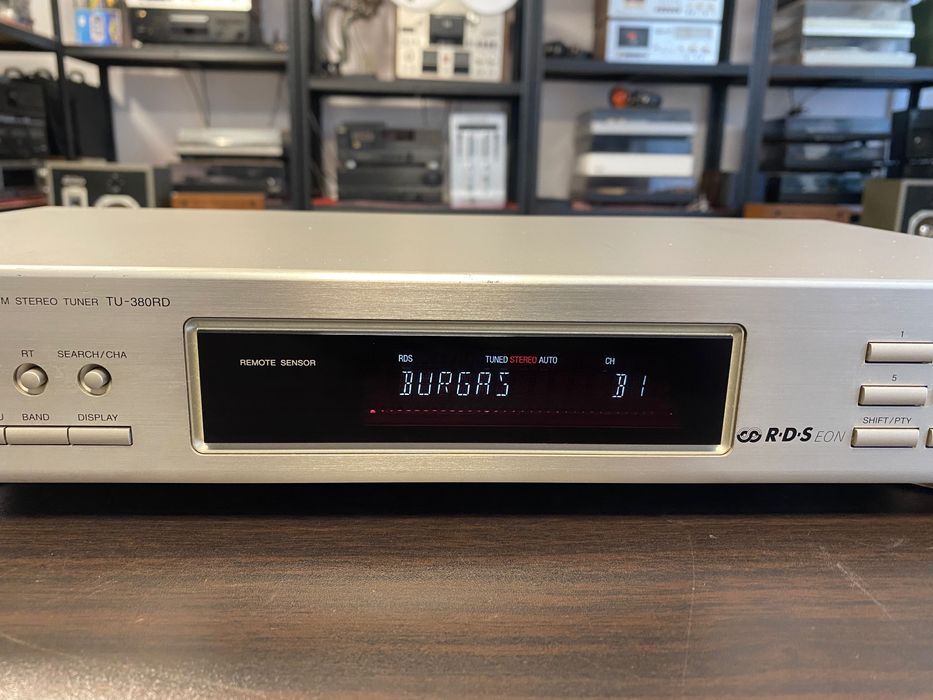 M STEREO TUNER TU-380RD
RT SEARCH/CHA
U BAND DISPLAY
REMOTE SENSOR
RDS TUNED STEREO AUTO CH
BURGAS B1
R·D·S EON
1
5
SHIFT/PTY